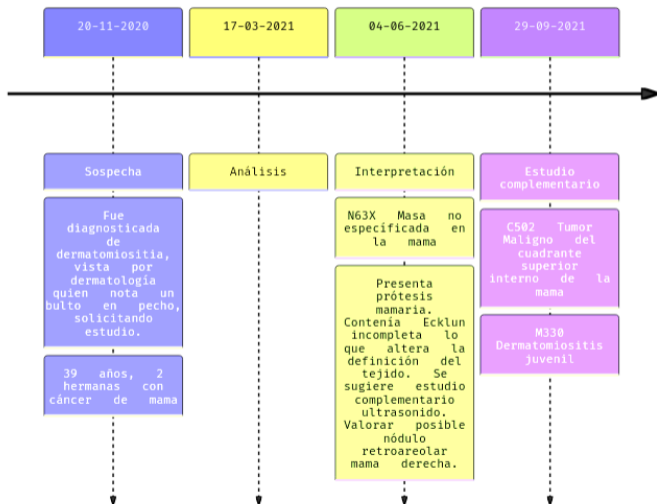 20-11-2020
17-03-2021
04-06-2021
29-09-2021
Sospecha
Análisis
Interpretación
Estudio
complementario
Fue
diagnosticada
de
dermatomiositia,
vista por
dermatología
quien nota un
bulto en pecho,
solicitando
estudio.
39 años, 2
hermanas con
cáncer de mama
N63X Masa no
específicada en
la mama
Presenta
prótesis
mamaria.
Contenía Ecklun
incompleta lo
que altera la
definición del
tejido. Se
sugiere estudio
complementario
ultrasonido.
Valorar posible
nódulo
retroareolar
mama derecha.
C502 Tumor
Maligno del
cuadrante
superior
interno de la
mama
M330
Dermatomiositis
juvenil